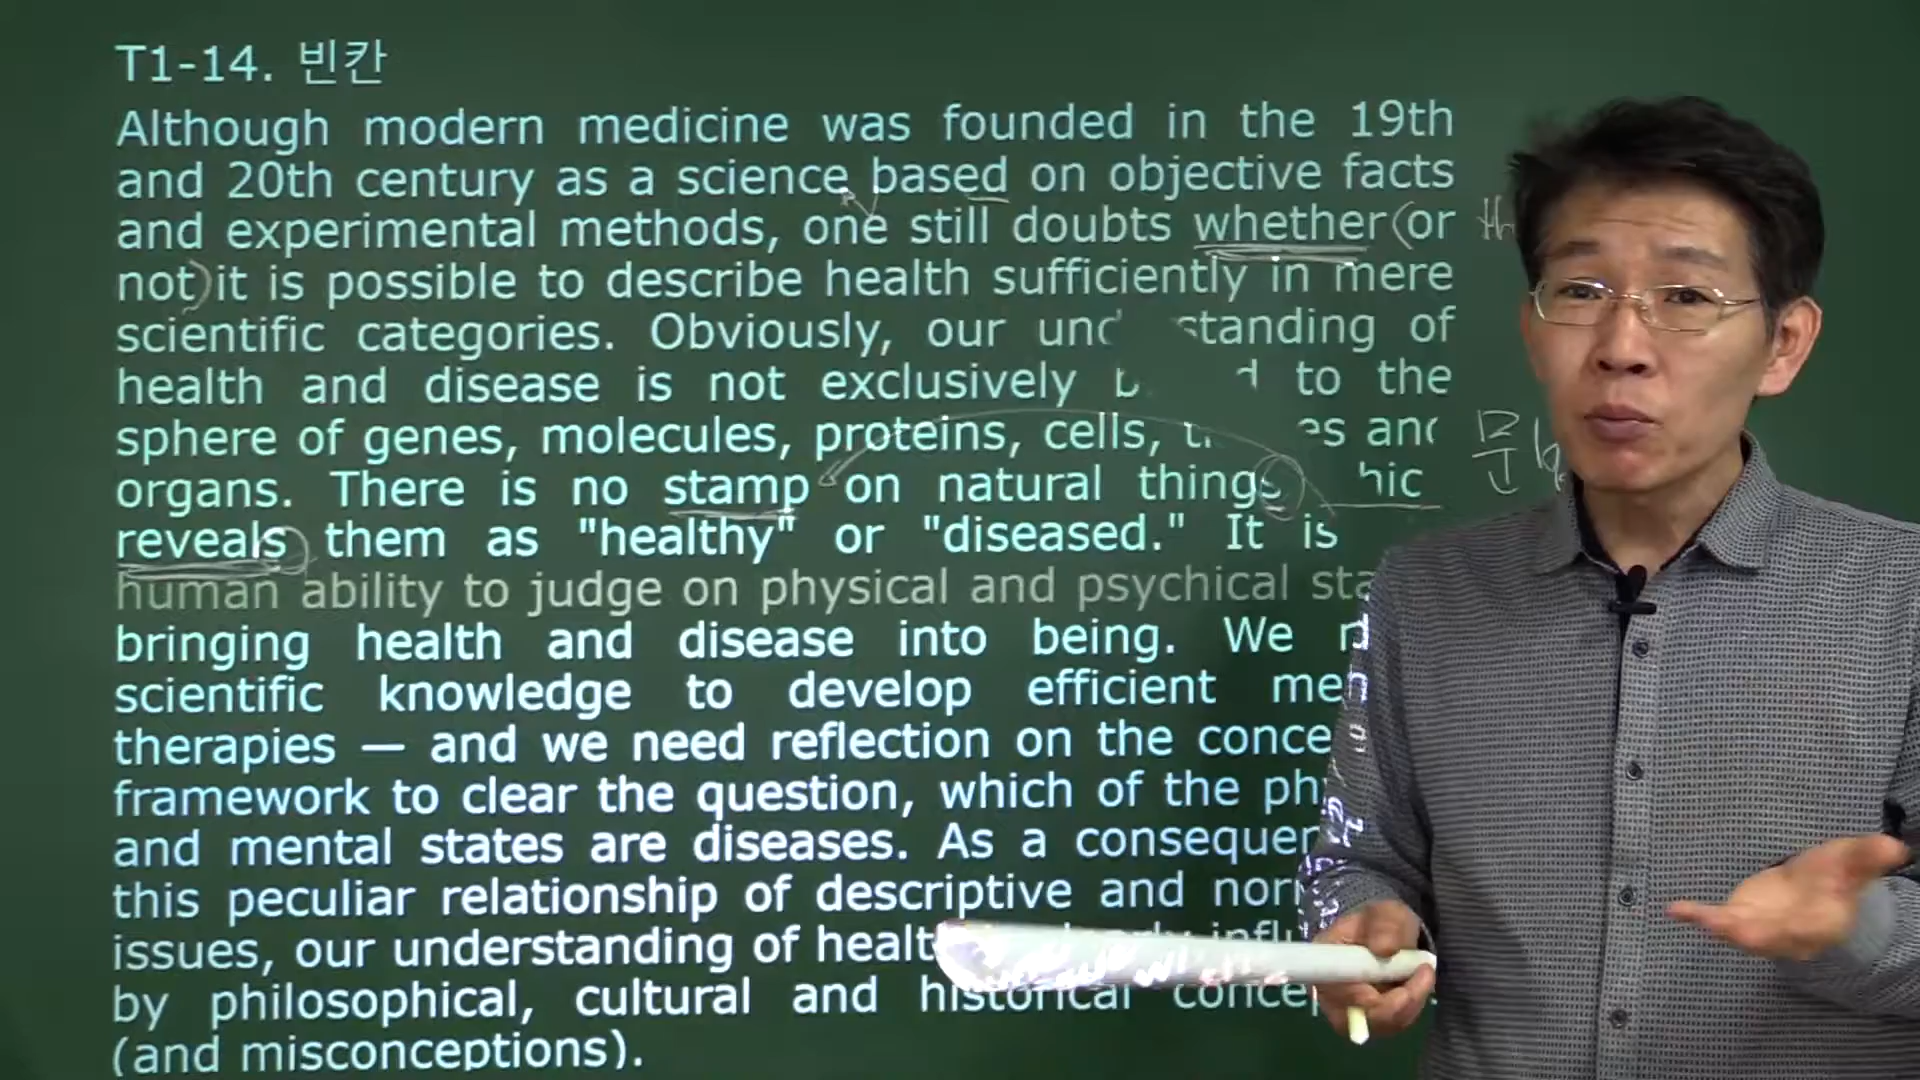 T1-14. 빈칸
Although modern medicine was founded in the 19th
and 20th century as a science based on objective facts
and experimental methods, one still doubts whether (or
not) it is possible to describe health sufficiently in mere
scientific categories. Obviously, our of
health and disease is not exclusively to the
sphere of genes, molecules, proteins, cells,
organs. There is no stamp on natural things
reveals them as "healthy" or "diseased." It is
human ability to judge on physical and psychical
bringing health and disease into being. We
scientific knowledge to develop efficient
therapies — and we need reflection on the
framework to clear the question, which of the
and mental states are diseases. As a
this peculiar relationship of descriptive and
issues, our understanding of
by philosophical, cultural and historical
(and misconceptions).